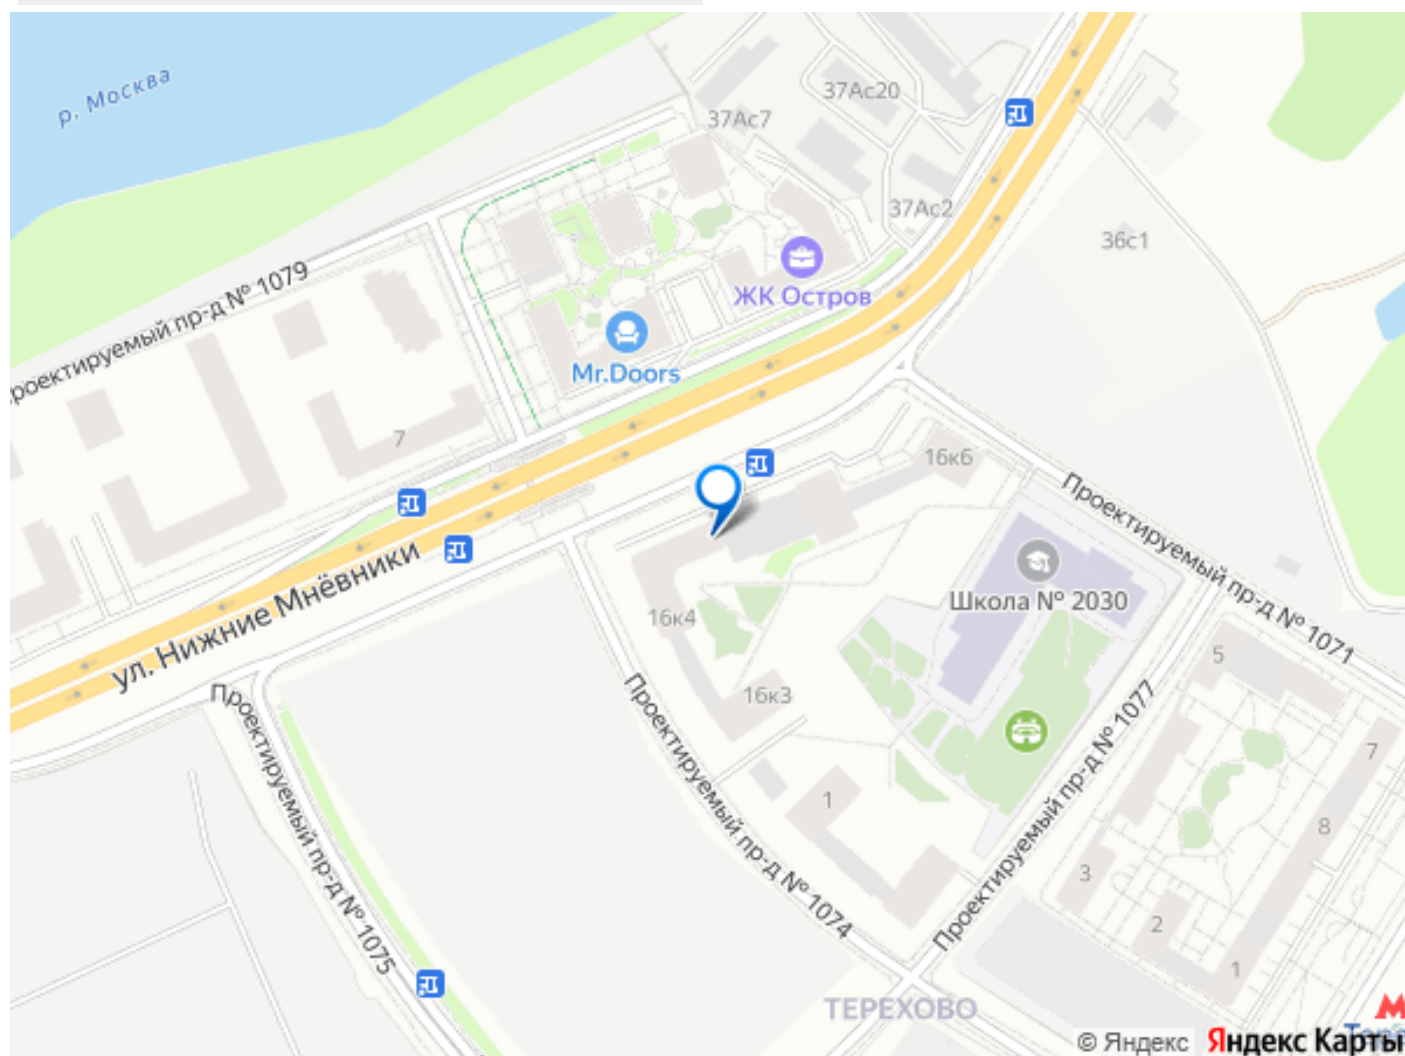 р. Москва
37Ас20
37Ас7
37Ас2
36с1
ЖК Остров
Проектируемый пр-д № 1079
Mr.Doors
7
16к6
Проектируемый пр-д № 1071
ул. Нижние Мнёвники
Школа № 2030
16к4
16к3
5
Проектируемый пр-д № 1075
Проектируемый пр-д № 1074
Проектируемый пр-д № 1077
1
7
8
3
2
1
ТЕРЕХОВО
© Яндекс
Яндекс Карты